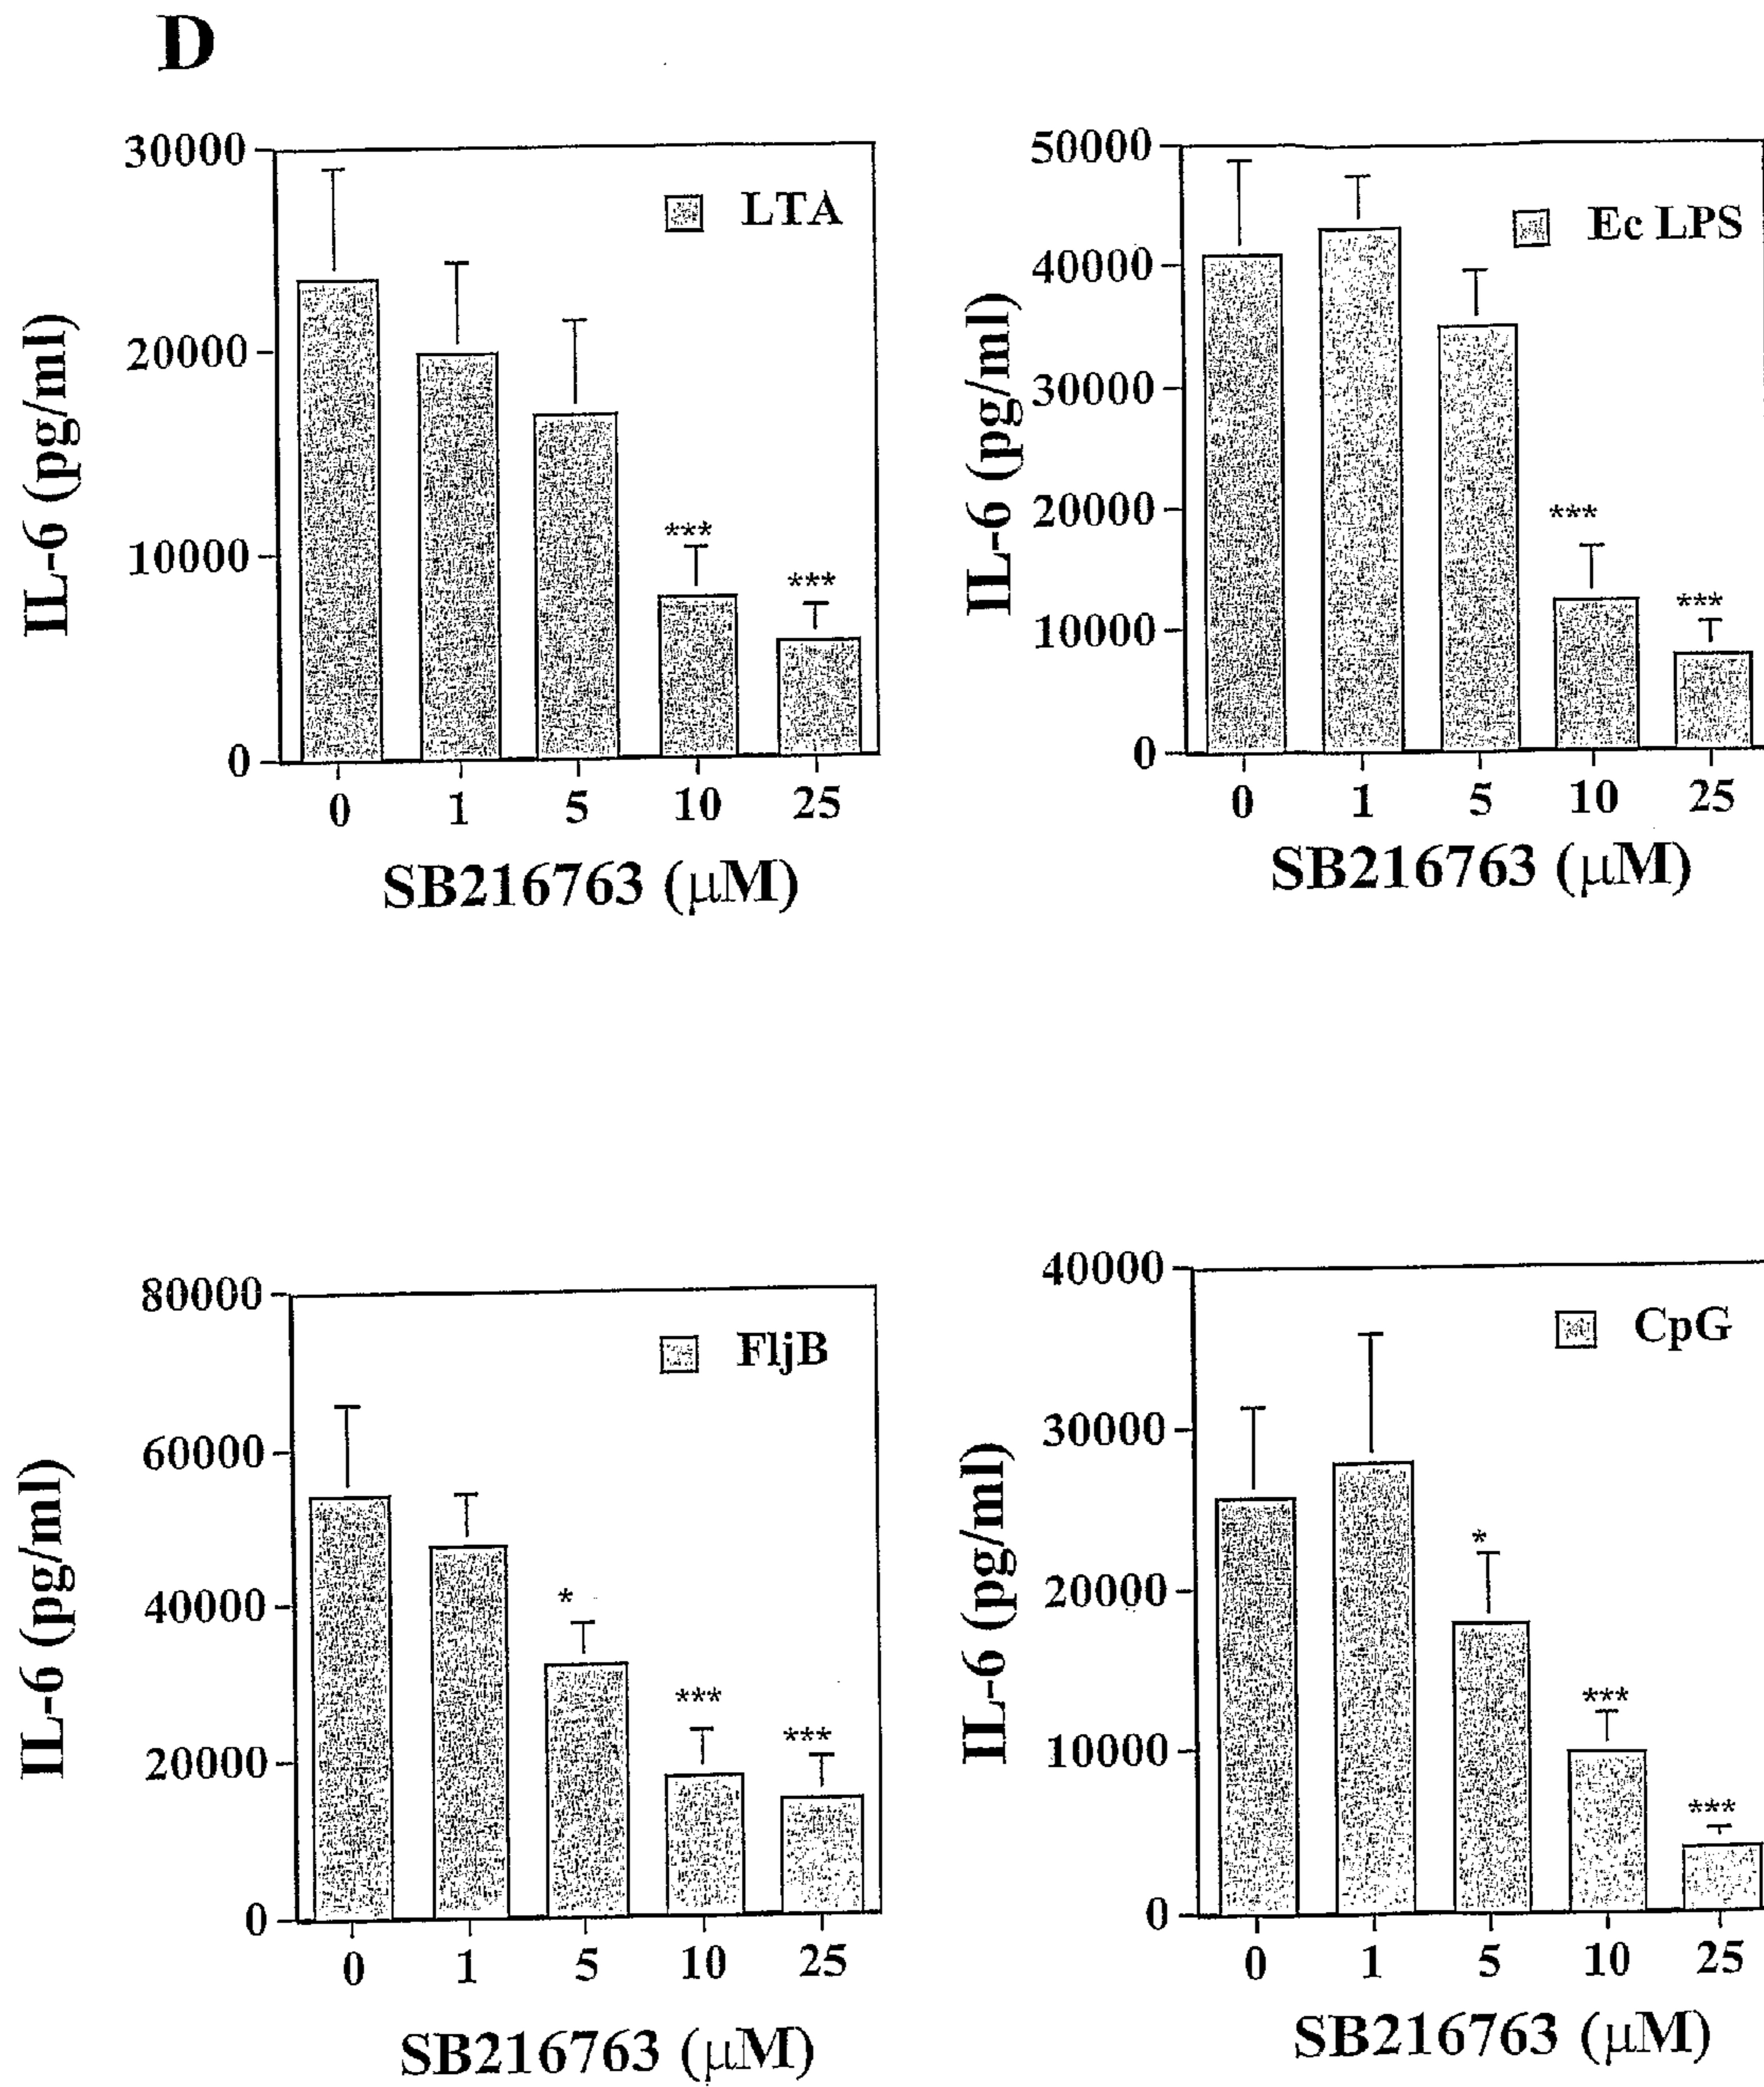 D
30000
20000
10000
0
IL-6 (pg/ml)
LTA
***
***
0 1 5 10 25
SB216763 (µM)
50000
40000
30000
20000
10000
0
IL-6 (pg/ml)
Ec LPS
***
***
0 1 5 10 25
SB216763 (µM)
80000
60000
40000
20000
0
IL-6 (pg/ml)
FljB
*
***
***
0 1 5 10 25
SB216763 (µM)
40000
30000
20000
10000
0
IL-6 (pg/ml)
CpG
*
***
***
0 1 5 10 25
SB216763 (µM)